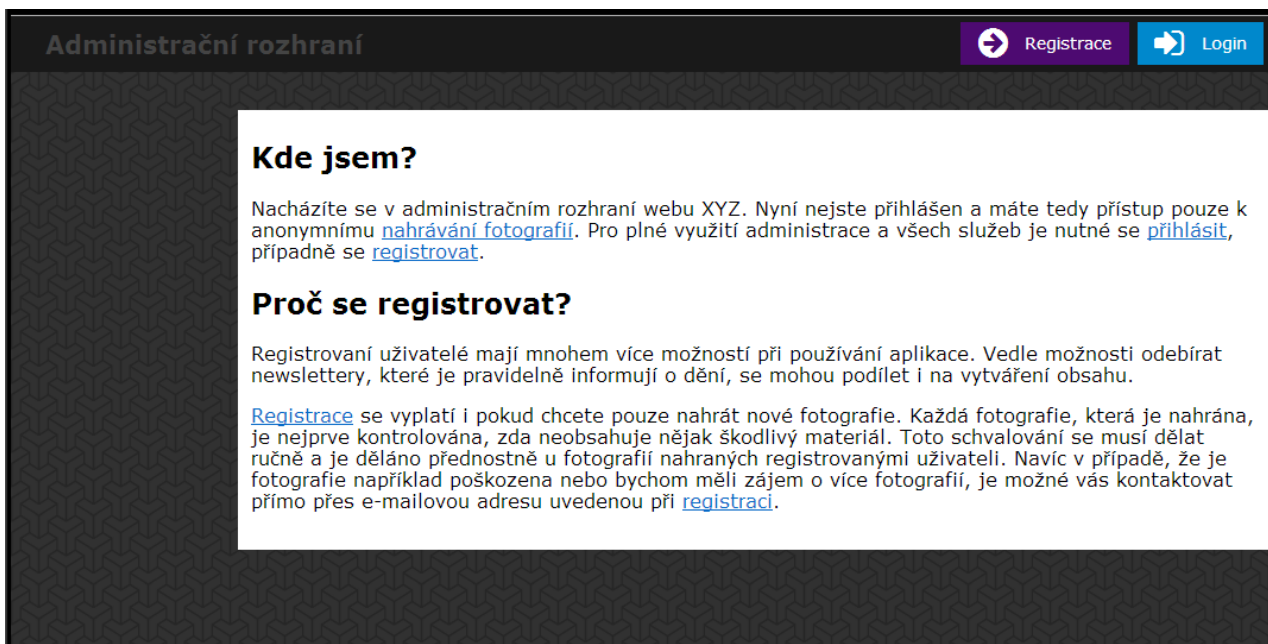 Administrační rozhraní
Registrace
Login
Kde jsem?
Nacházíte se v administračním rozhraní webu XYZ. Nyní nejste přihlášen a máte tedy přístup pouze k
anonymnímu nahrávání fotografií. Pro plné využití administrace a všech služeb je nutné se přihlásit,
případně se registrovat.
Proč se registrovat?
Registrovaní uživatelé mají mnohem více možností při používání aplikace. Vedle možnosti odebírat
newslettery, které je pravidelně informují o dění, se mohou podílet i na vytváření obsahu.
Registrace se vyplatí i pokud chcete pouze nahrát nové fotografie. Každá fotografie, která je nahrána,
je nejprve kontrolována, zda neobsahuje nějak škodlivý materiál. Toto schvalování se musí dělat
ručně a je děláno přednostně u fotografií nahraných registrovanými uživateli. Navíc v případě, že je
fotografie například poškozena nebo bychom měli zájem o více fotografií, je možné vás kontaktovat
přímo přes e-mailovou adresu uvedenou při registraci.